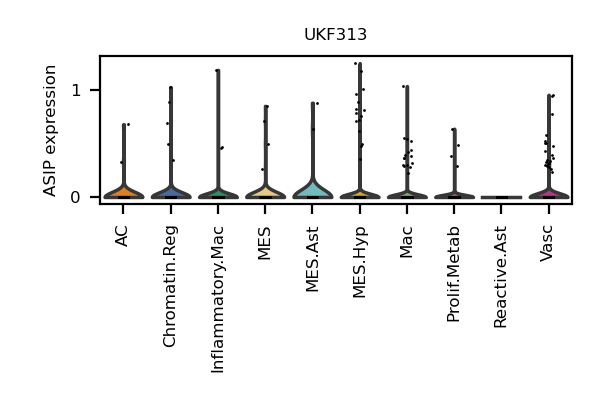 UKF313
ASIP expression
1
0
AC
Chromatin.Reg
Inflammatory.Mac
MES
MES.Ast
MES.Hyp
Mac
Prolif.Metab
Reactive.Ast
Vasc